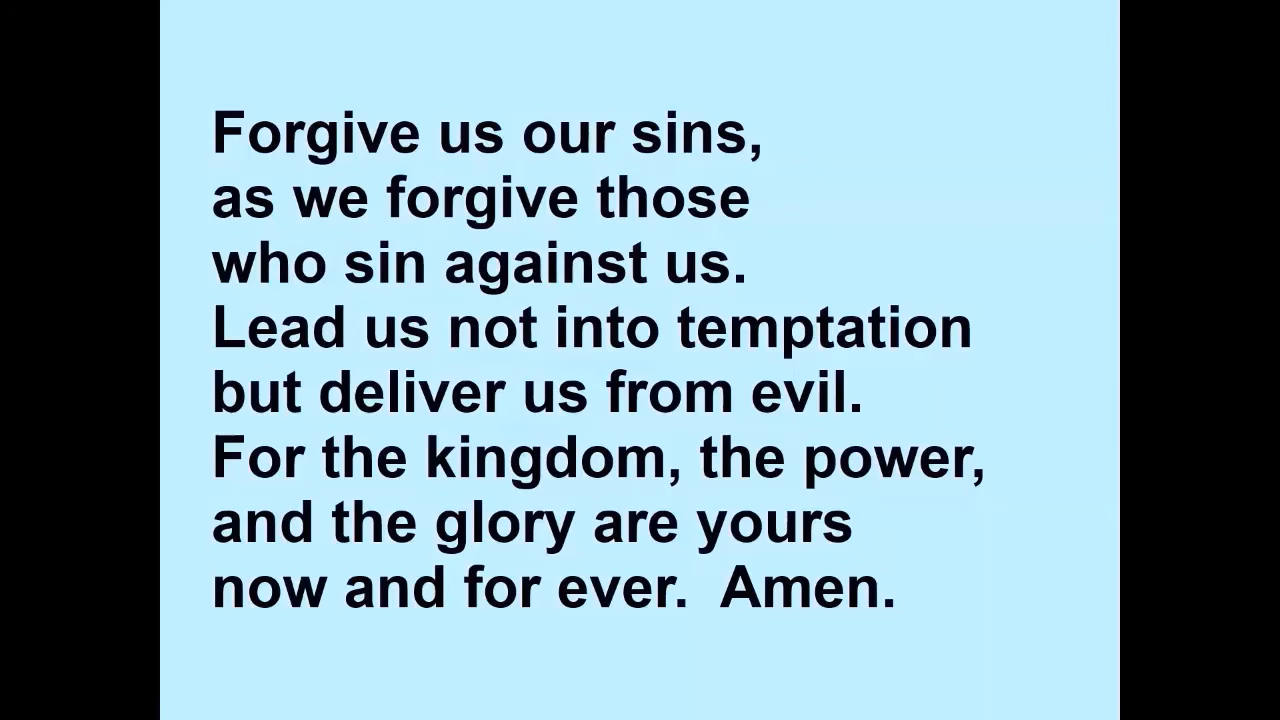 Forgive us our sins,
as we forgive those
who sin against us.
Lead us not into temptation
but deliver us from evil.
For the kingdom, the power,
and the glory are yours
now and for ever.  Amen.